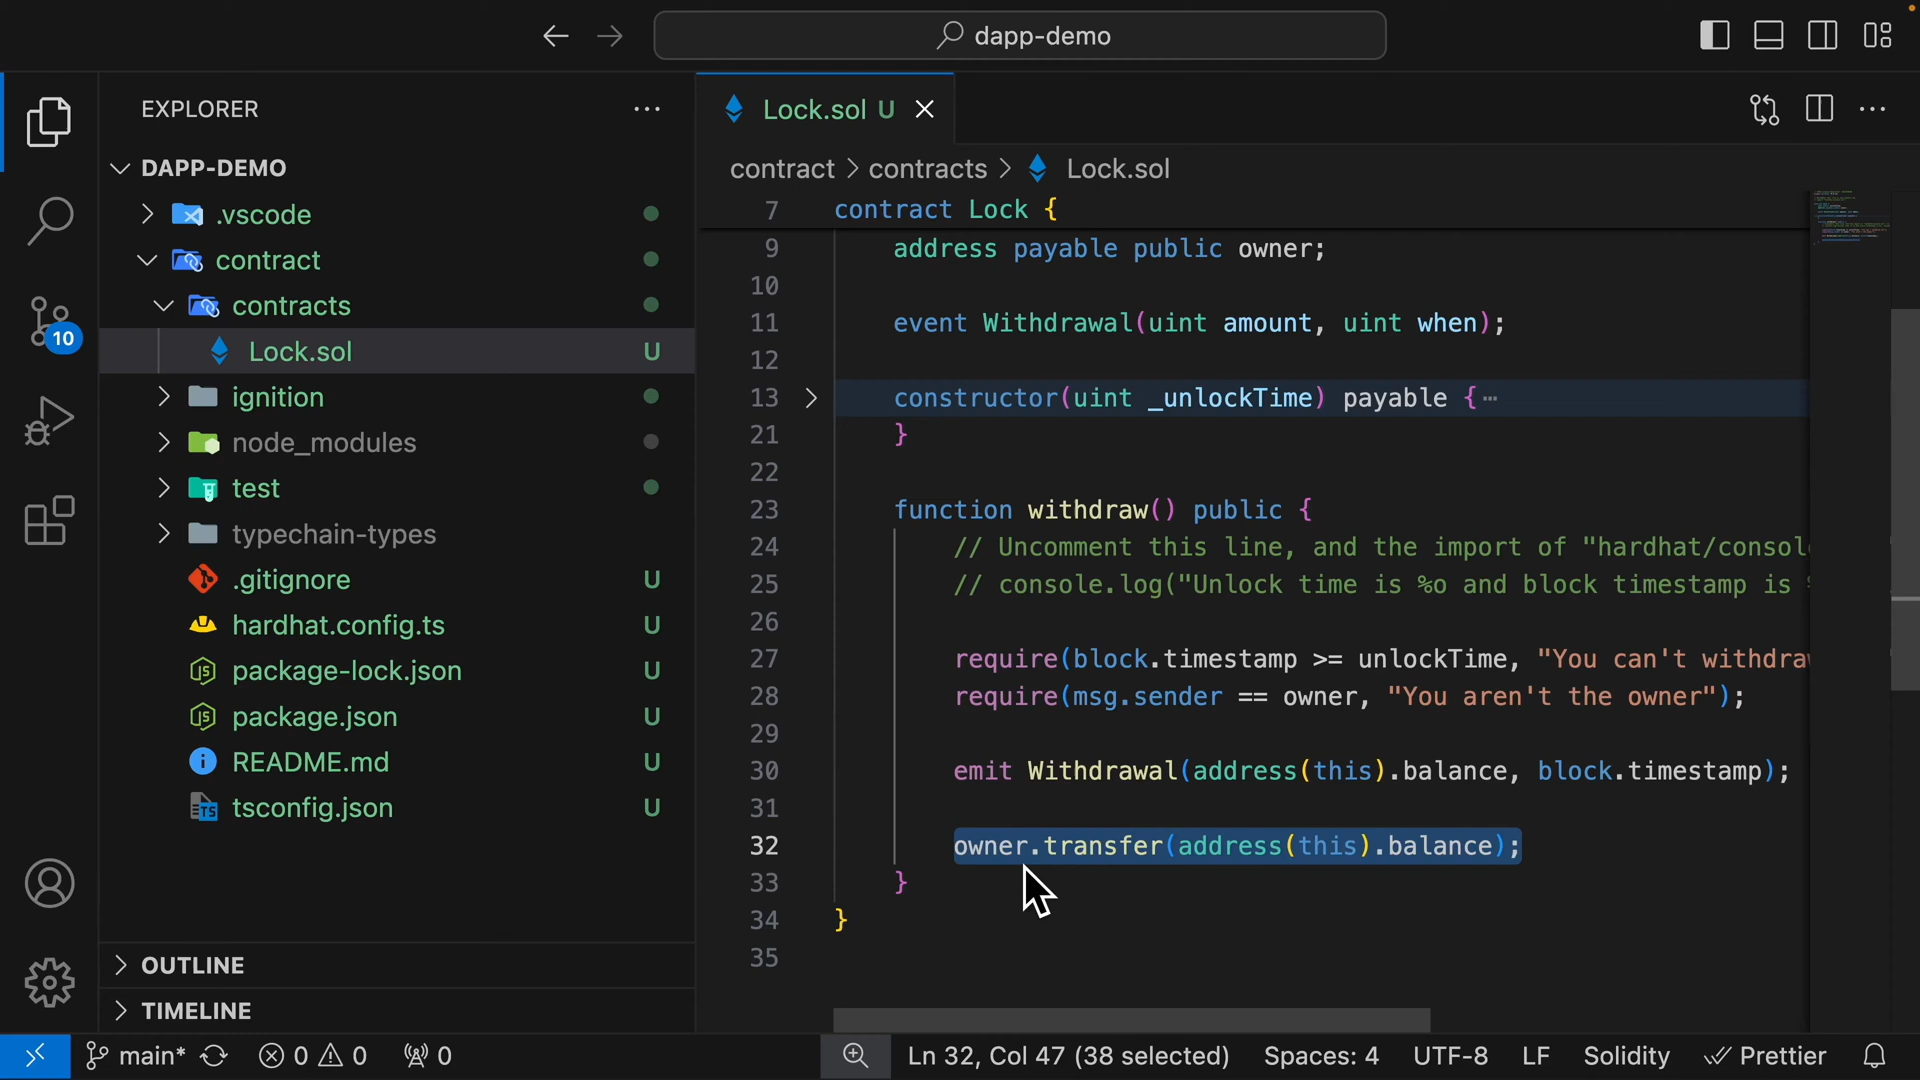 dapp-demo
EXPLORER
DAPP-DEMO
.vscode
contract
contracts
Lock.sol U
ignition
node_modules
test
typechain-types
.gitignore U
hardhat.config.ts U
package-lock.json U
package.json U
README.md U
tsconfig.json U
OUTLINE
TIMELINE
10
Lock.sol U
contract > contracts > Lock.sol
7 contract Lock {
9 address payable public owner;
10
11 event Withdrawal(uint amount, uint when);
12
13 constructor(uint _unlockTime) payable {
21 }
22
23 function withdraw() public {
24 // Uncomment this line, and the import of "hardhat/consol
25 // console.log("Unlock time is %o and block timestamp is
26
27 require(block.timestamp >= unlockTime, "You can't withdra
28 require(msg.sender == owner, "You aren't the owner");
29
30 emit Withdrawal(address(this).balance, block.timestamp);
31
32 owner.transfer(address(this).balance);
33 }
34 }
35
main* 0 0 0 Ln 32, Col 47 (38 selected) Spaces: 4 UTF-8 LF Solidity Prettier